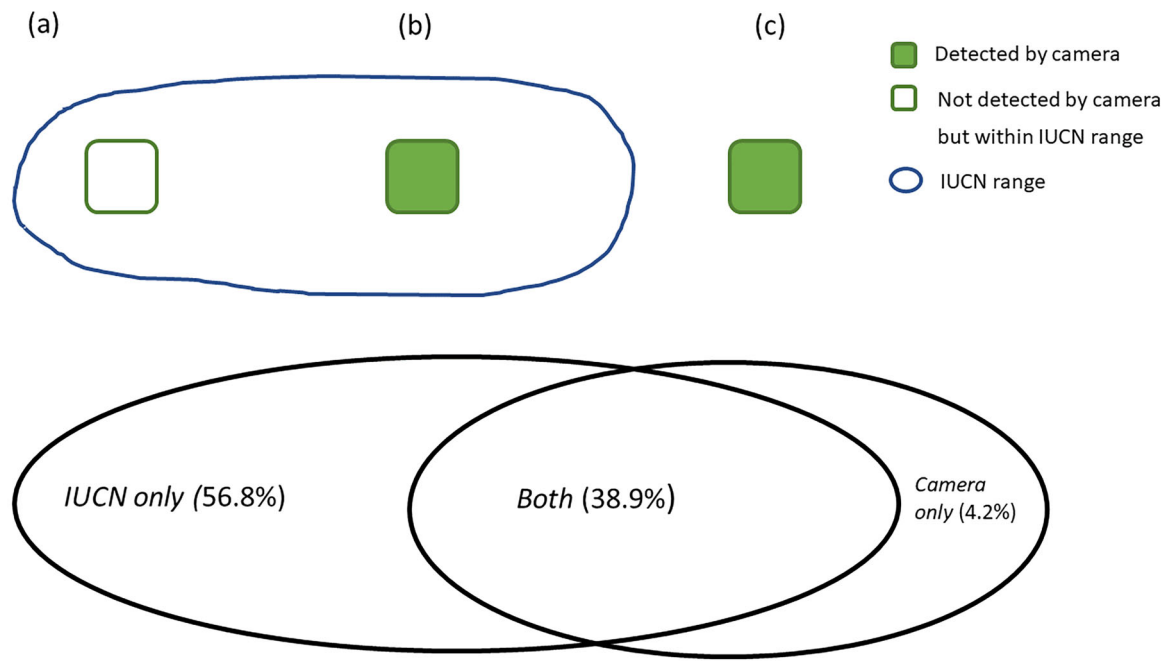 (a)
(b)
(c)
Detected by camera
Not detected by camera
but within IUCN range
IUCN range
IUCN only (56.8%)
Both (38.9%)
Camera
only (4.2%)